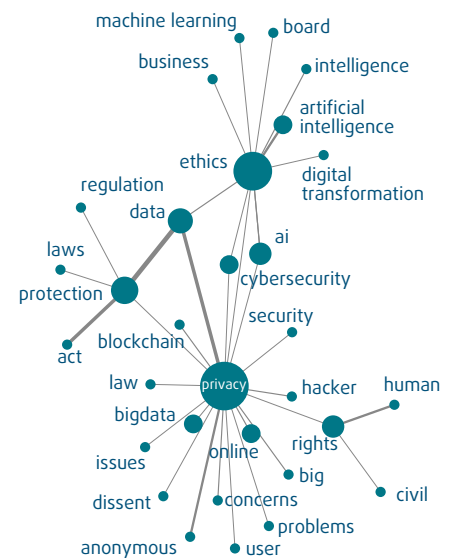 machine learning
board
business
intelligence
artificial
intelligence
ethics
digital
transformation
regulation
data
ai
laws
cybersecurity
protection
security
blockchain
act
law
privacy
hacker
human
bigdata
rights
online
issues
big
civil
dissent
concerns
problems
anonymous
user